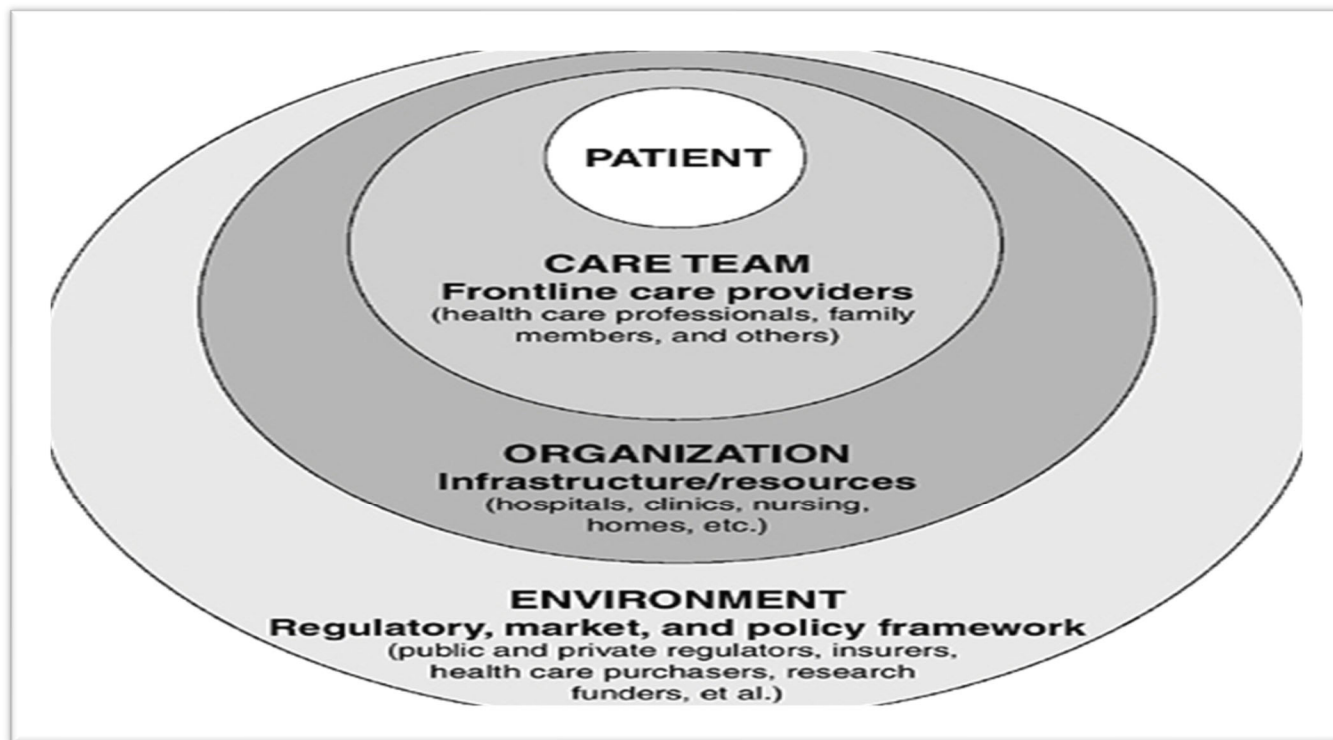 PATIENT
CARE TEAM
Frontline care providers
(health care professionals, family
members, and others)
ORGANIZATION
Infrastructure/resources
(hospitals, clinics, nursing,
homes, etc.)
ENVIRONMENT
Regulatory, market, and policy framework
(public and private regulators, insurers,
health care purchasers, research
funders, et al.)